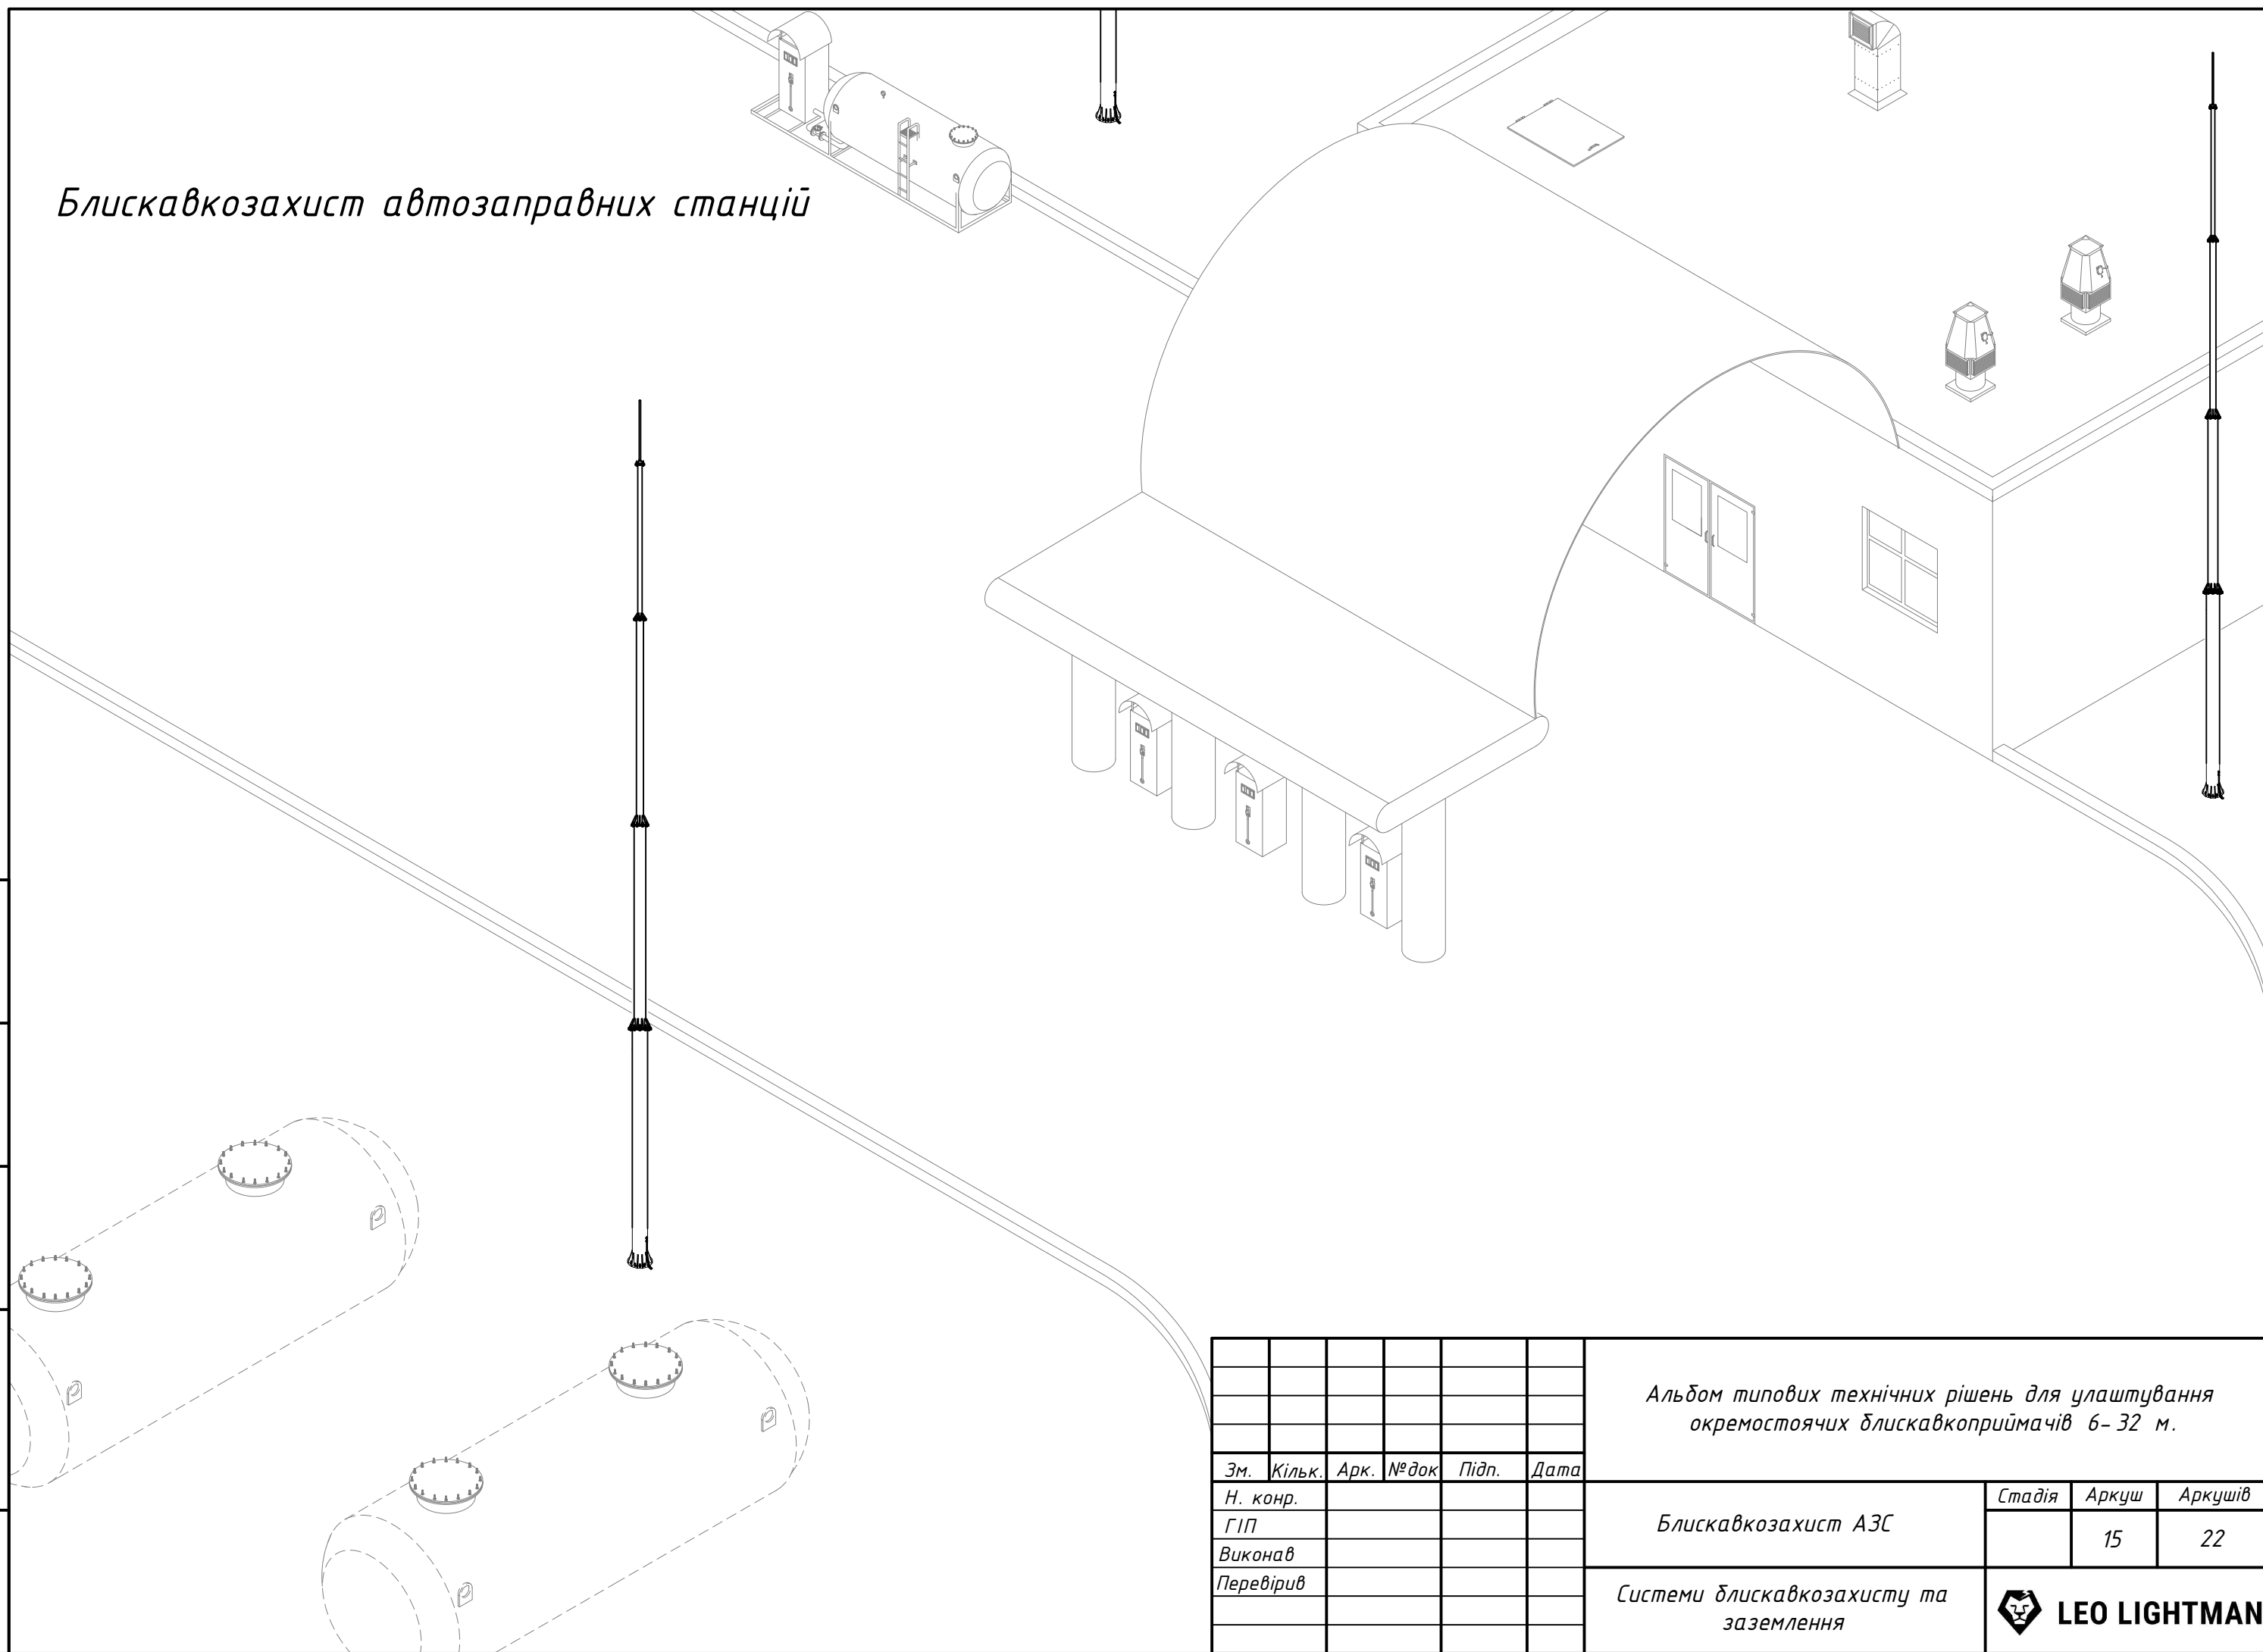 Блискавкозахист автозаправних станцій
Альбом типових технічних рішень для улаштування
окремостоячих блискавкоприймачів 6-32 м.
Зм. Кільк. Арк. №док Підп. Дата
Н. конр.
ГІП
Виконав
Перевірив
Блискавкозахист АЗС
Стадія Аркуш Аркушів
15 22
Системи блискавкозахисту та
заземлення
LEO LIGHTMAN